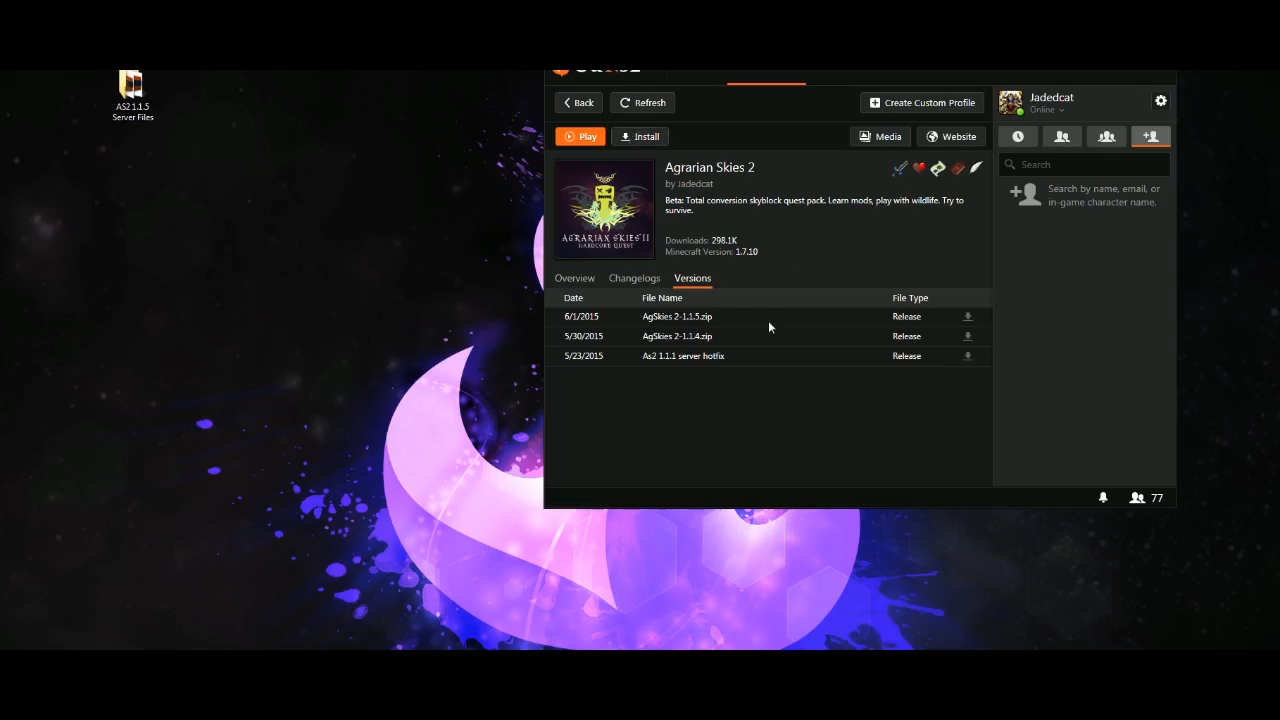 AS2 1.1.5
Server Files
Back
Refresh
Create Custom Profile
Jadedcat
Online
Play
Install
Media
Website
Search
Agrarian Skies 2
by Jadedcat
Beta: Total conversion skyblock quest pack. Learn mods, play with wildlife. Try to
survive.
Search by name, email, or
in-game character name.
AGRARIAN SKIES II
HARDCORE QUEST
Downloads: 298.1K
Minecraft Version: 1.7.10
Overview Changelogs Versions
Date File Name File Type
6/1/2015 AgSkies 2-1.1.5.zip Release
5/30/2015 AgSkies 2-1.1.4.zip Release
5/23/2015 As2 1.1.1 server hotfix Release
77